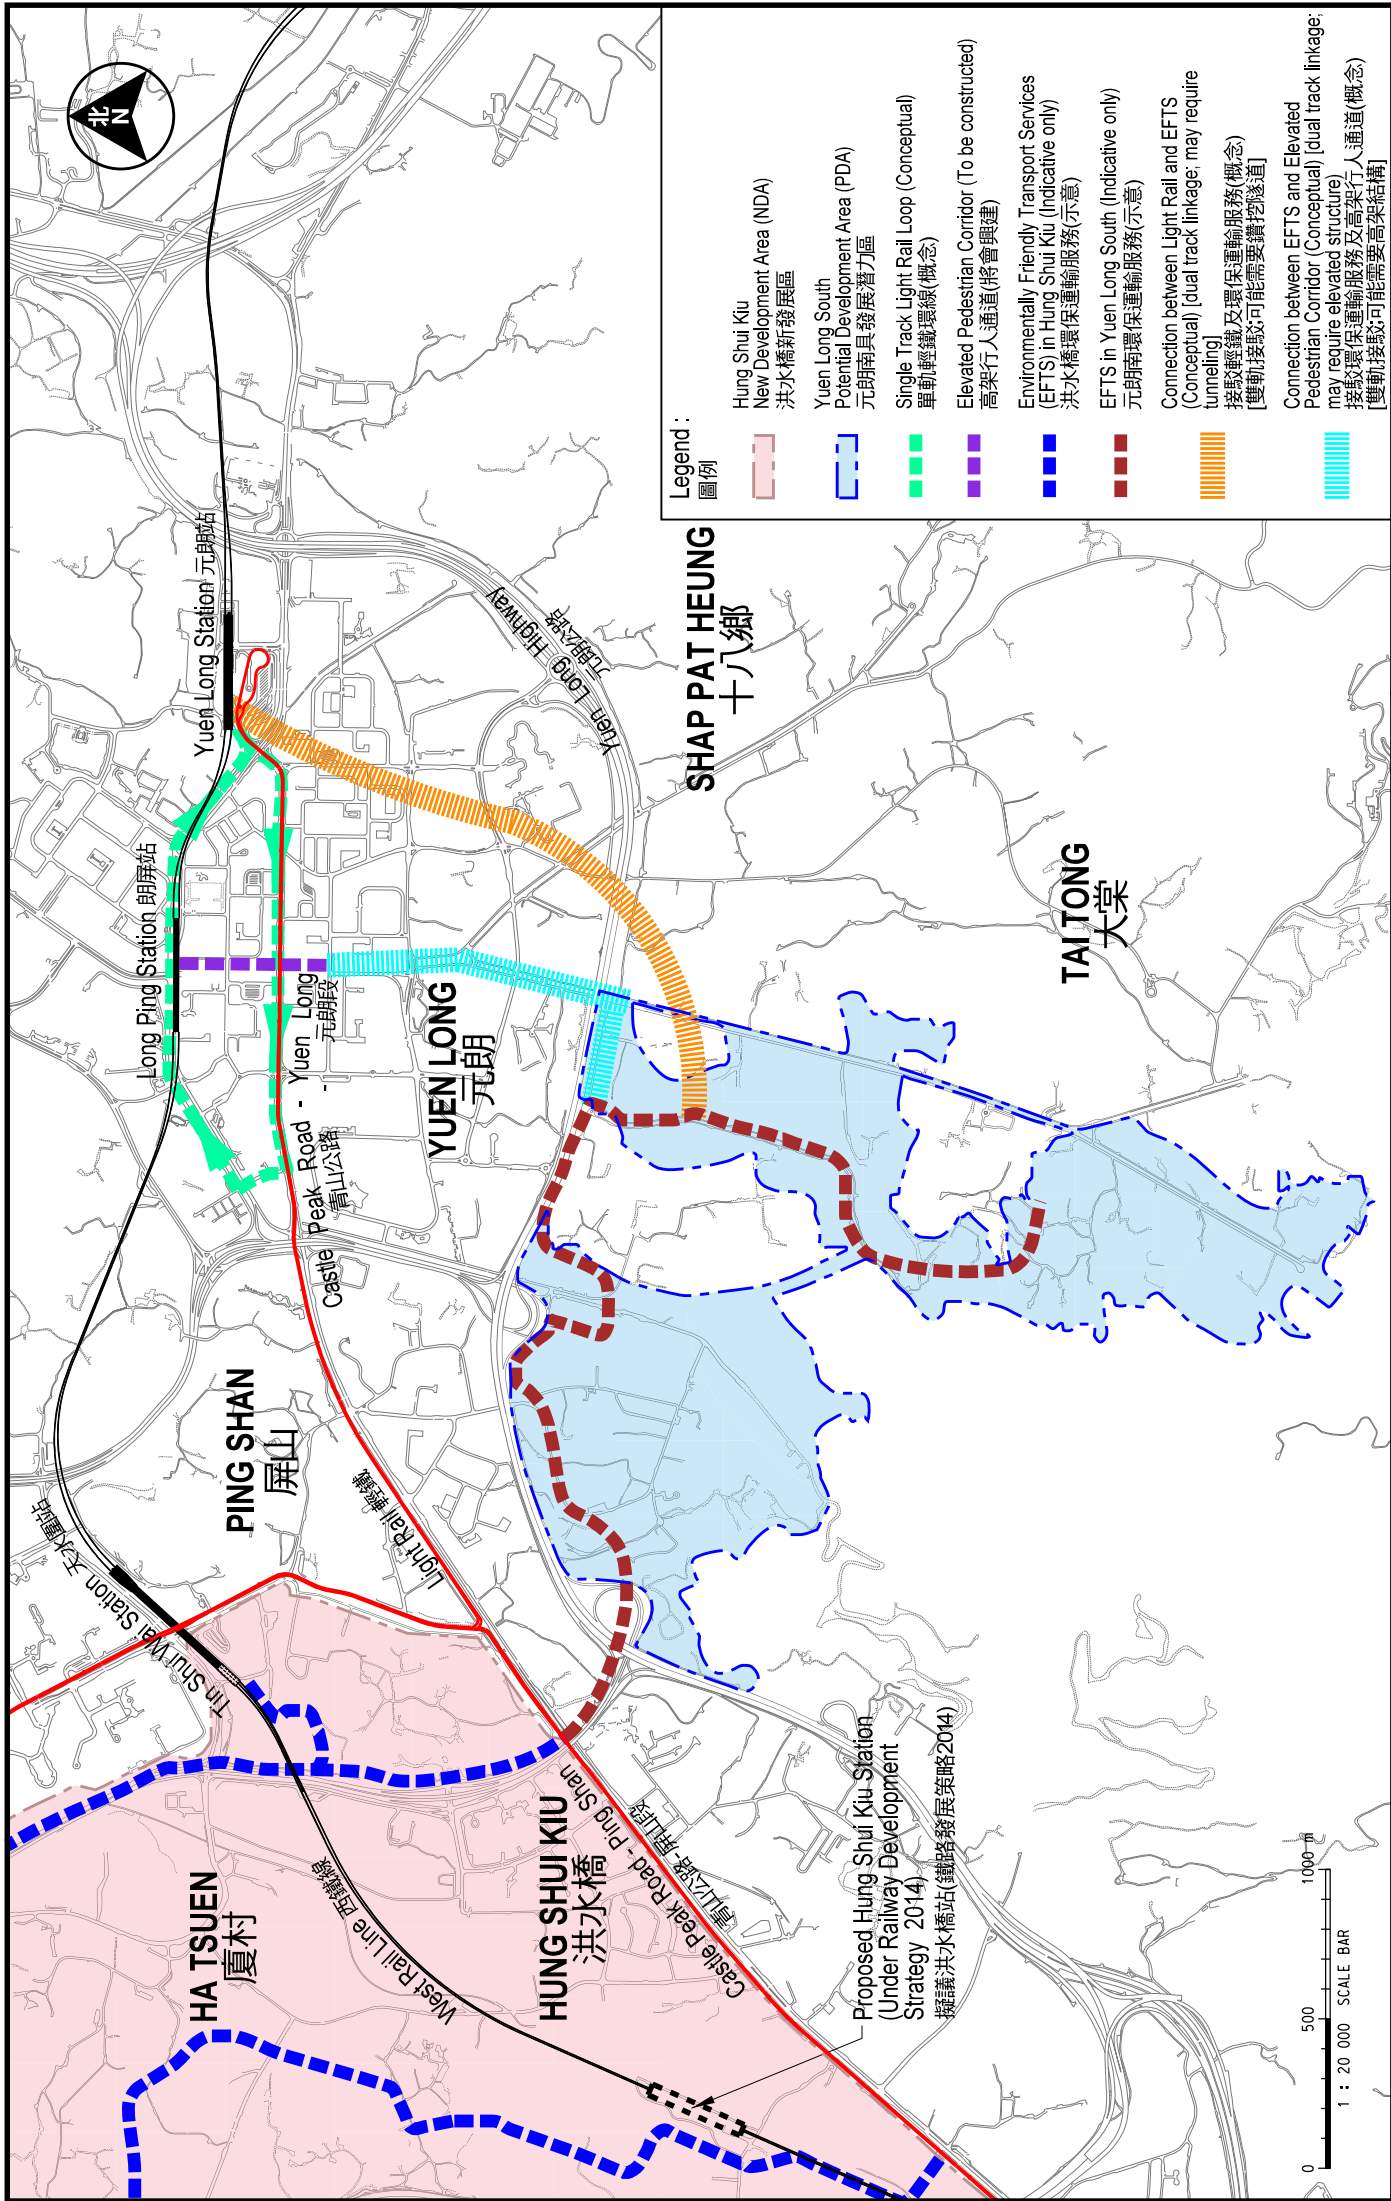 北
N
Yuen Long Station 元朗站
Long Ping Station 朗屏站
Tin Shui Wai Station 天水圍站
Yuen Long Highway
元朗公路
Castle Peak Road - Yuen Long
青山公路 - 元朗段
Light Rail 輕鐵
West Rail Line 西鐵線
Castle Peak Road - Ping Shan
青山公路-屏山段
PING SHAN
屏山
YUEN LONG
元朗
SHAP PAT HEUNG
十八鄉
TAI TONG
大棠
HA TSUEN
廈村
HUNG SHUI KIU
洪水橋
Proposed Hung Shui Kiu Station
(Under Railway Development
Strategy 2014)
擬議洪水橋站(鐵路發展策略2014)
0 500 1000 m
1 : 20 000 SCALE BAR
Legend :
圖例
Hung Shui Kiu
New Development Area (NDA)
洪水橋新發展區
Yuen Long South
Potential Development Area (PDA)
元朗南具發展潛力區
Single Track Light Rail Loop (Conceptual)
單軌輕鐵環線(概念)
Elevated Pedestrian Corridor (To be constructed)
高架行人通道(將會興建)
Environmentally Friendly Transport Services
(EFTS) in Hung Shui Kiu (Indicative only)
洪水橋環保運輸服務(示意)
EFTS in Yuen Long South (Indicative only)
元朗南環保運輸服務(示意)
Connection between Light Rail and EFTS
(Conceptual) [dual track linkage; may require
tunneling]
接駁輕鐵及環保運輸服務(概念)
[雙軌接駁;可能需要鑽挖隧道]
Connection between EFTS and Elevated
Pedestrian Corridor (Conceptual) [dual track linkage;
may require elevated structure)
接駁環保運輸服務及高架行人通道(概念)
[雙軌接駁;可能需要高架結構]